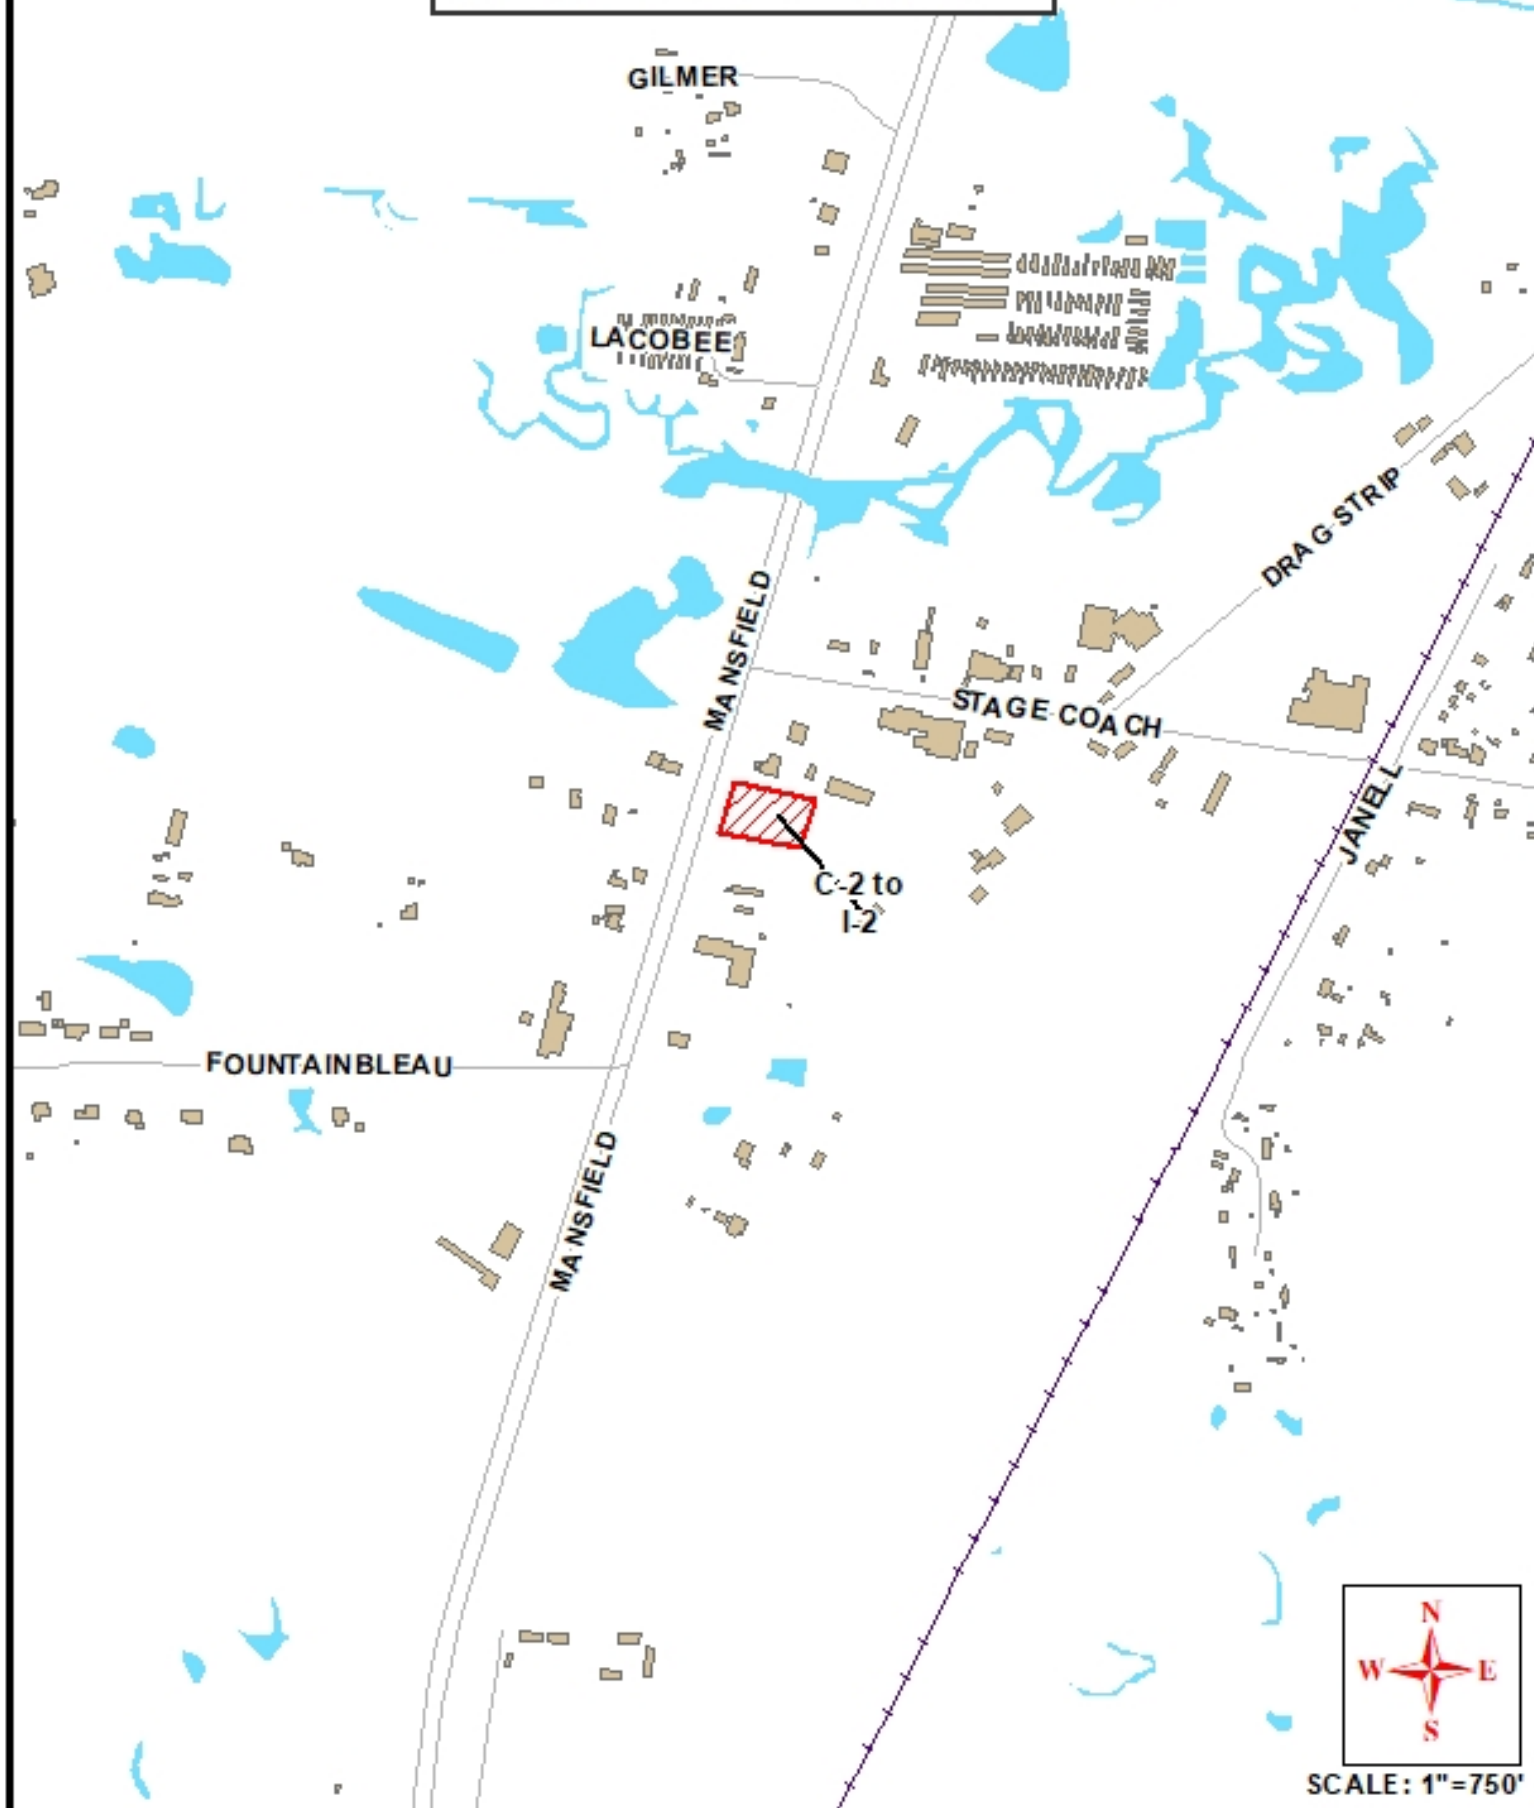 GILMER
LACOBEE
DRAG STRIP
MANSFIELD
STAGE COACH
JANELL
C-2 to
I-2
FOUNTAINBLEAU
MANSFIELD
N
W E
S
SCALE: 1"=750'